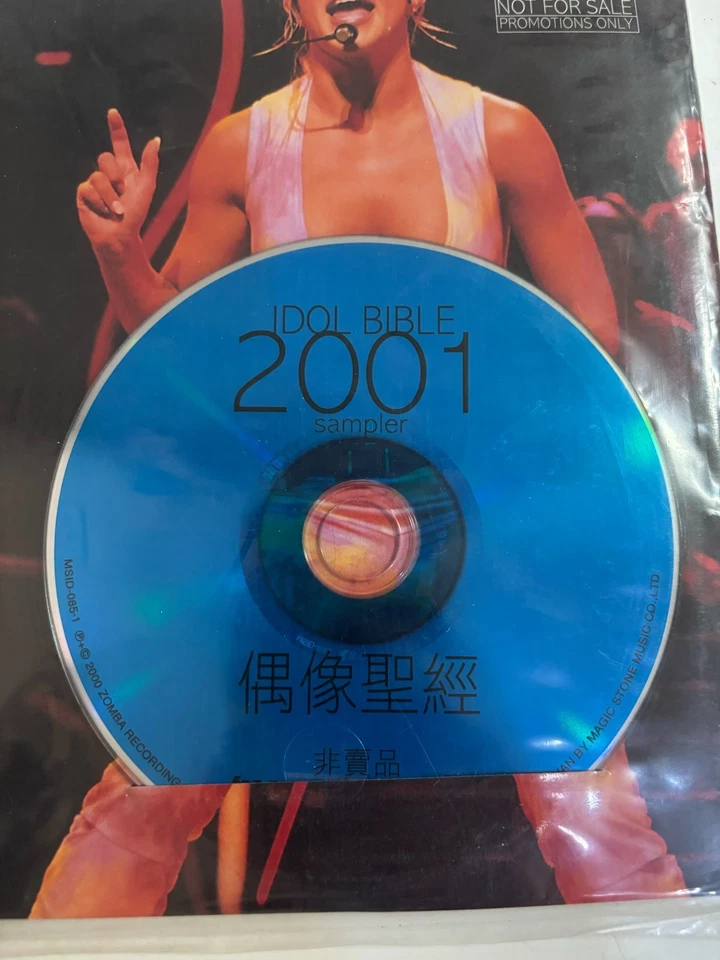 NOT FOR SALE
PROMOTIONS ONLY
IDOL BIBLE
2001
sampler
MSID-085-1 ℗+© 2000 ZOMBA RECORDING
偶像聖經
非賣品
BY MAGIC STONE MUSIC CO.,LTD